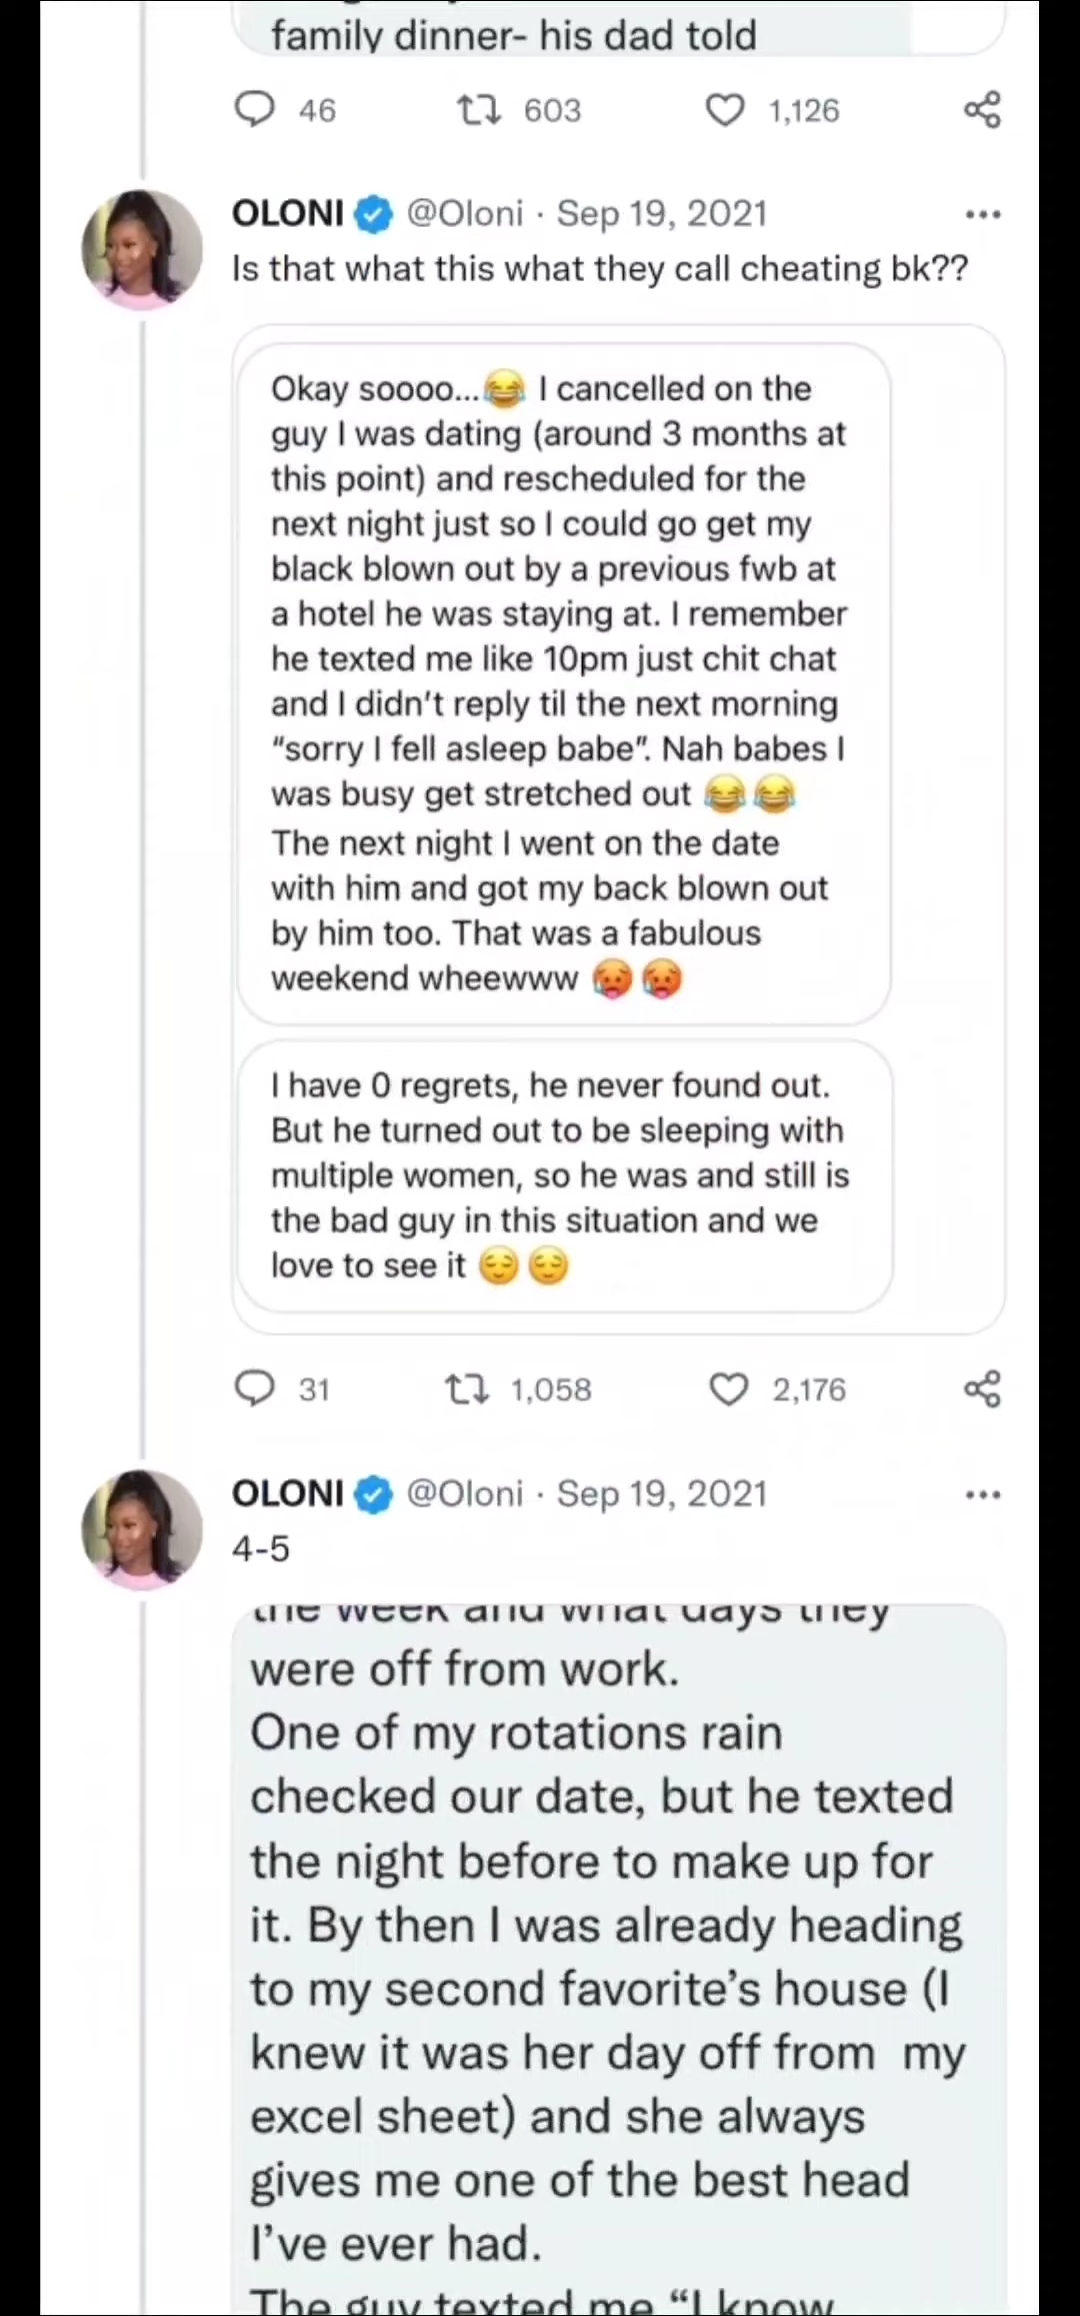 family dinner- his dad told
46 603 1,126
OLONI @Oloni · Sep 19, 2021
Is that what this what they call cheating bk??
Okay soooo...😂 I cancelled on the
guy I was dating (around 3 months at
this point) and rescheduled for the
next night just so I could go get my
black blown out by a previous fwb at
a hotel he was staying at. I remember
he texted me like 10pm just chit chat
and I didn't reply til the next morning
"sorry I fell asleep babe". Nah babes I
was busy get stretched out 😂😂
The next night I went on the date
with him and got my back blown out
by him too. That was a fabulous
weekend wheewww 🥵🥵
I have 0 regrets, he never found out.
But he turned out to be sleeping with
multiple women, so he was and still is
the bad guy in this situation and we
love to see it 😌😌
31 1,058 2,176
OLONI @Oloni · Sep 19, 2021
4-5
the week and what days they
were off from work.
One of my rotations rain
checked our date, but he texted
the night before to make up for
it. By then I was already heading
to my second favorite's house (I
knew it was her day off from my
excel sheet) and she always
gives me one of the best head
I've ever had.
The guy texted me "I know